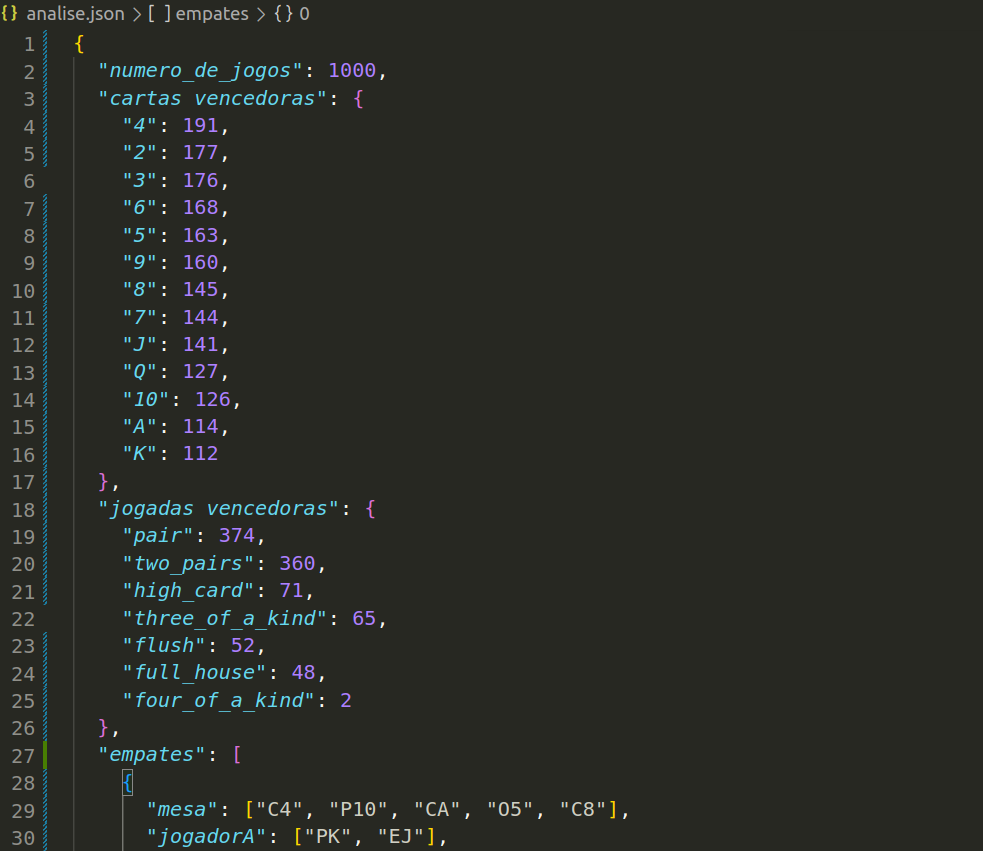 {} analise.json > [ ] empates > {} 0
1 {
2 "numero_de_jogos": 1000,
3 "cartas vencedoras": {
4 "4": 191,
5 "2": 177,
6 "3": 176,
7 "6": 168,
8 "5": 163,
9 "9": 160,
10 "8": 145,
11 "7": 144,
12 "J": 141,
13 "Q": 127,
14 "10": 126,
15 "A": 114,
16 "K": 112
17 },
18 "jogadas vencedoras": {
19 "pair": 374,
20 "two_pairs": 360,
21 "high_card": 71,
22 "three_of_a_kind": 65,
23 "flush": 52,
24 "full_house": 48,
25 "four_of_a_kind": 2
26 },
27 "empates": [
28 {
29 "mesa": ["C4", "P10", "CA", "O5", "C8"],
30 "jogadorA": ["PK", "EJ"],